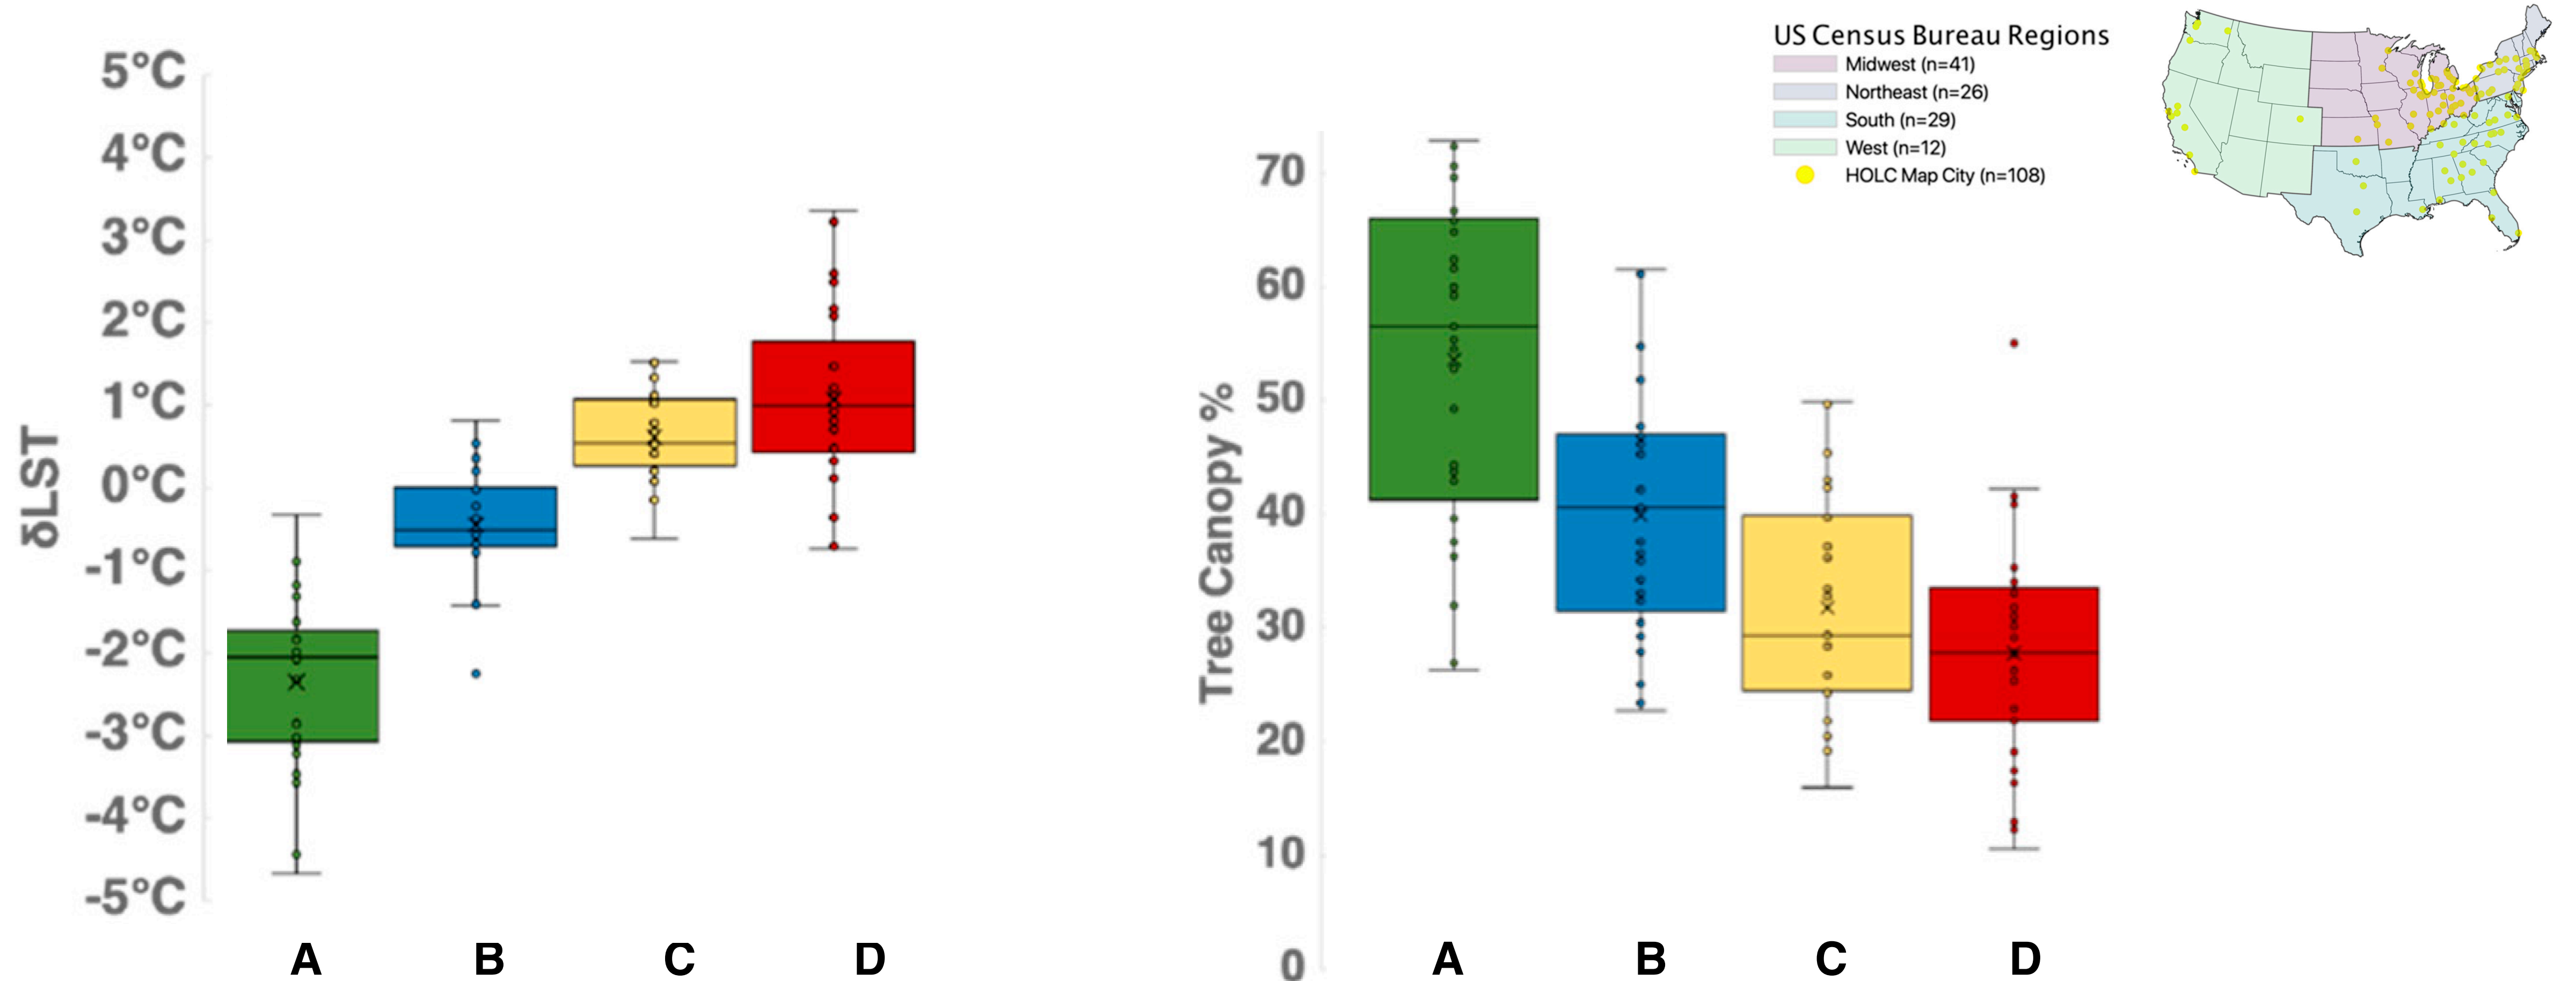 δLST
5°C
4°C
3°C
2°C
1°C
0°C
-1°C
-2°C
-3°C
-4°C
-5°C
A B C D
Tree Canopy %
70
60
50
40
30
20
10
0
A B C D
US Census Bureau Regions
Midwest (n=41)
Northeast (n=26)
South (n=29)
West (n=12)
HOLC Map City (n=108)